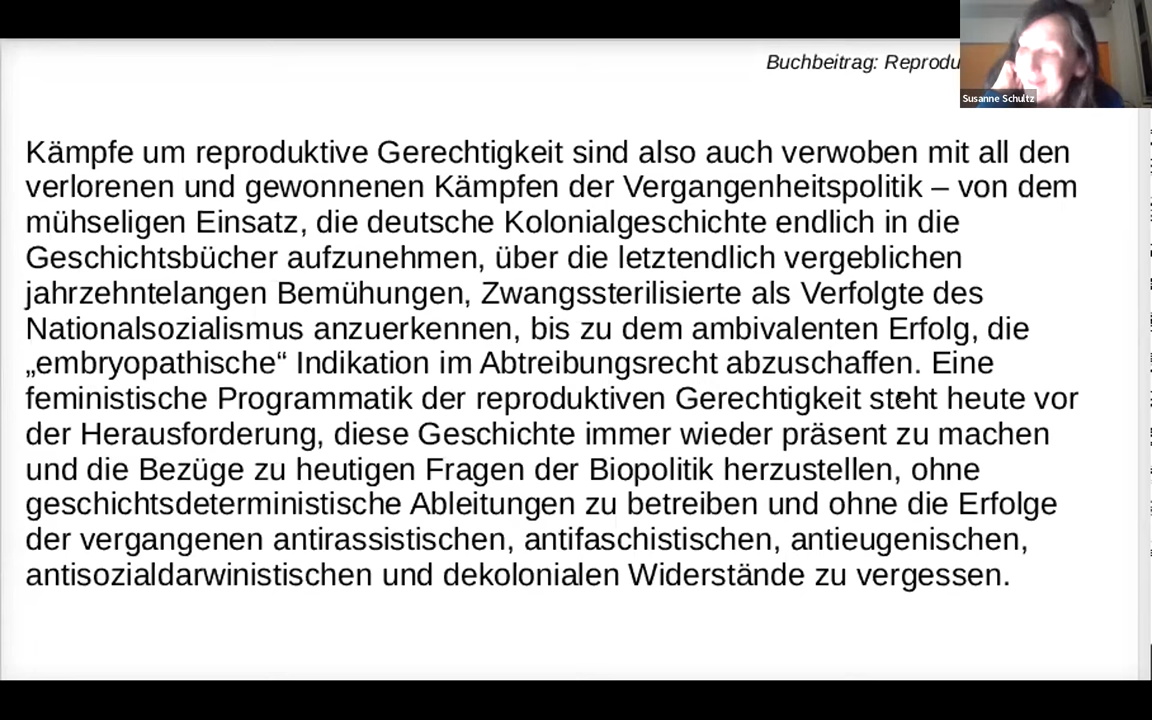 Buchbeitrag:
Susanne Schultz
Kämpfe um reproduktive Gerechtigkeit sind also auch verwoben mit all den
verlorenen und gewonnenen Kämpfen der Vergangenheitspolitik – von dem
mühseligen Einsatz, die deutsche Kolonialgeschichte endlich in die
Geschichtsbücher aufzunehmen, über die letztendlich vergeblichen
jahrzehntelangen Bemühungen, Zwangssterilisierte als Verfolgte des
Nationalsozialismus anzuerkennen, bis zu dem ambivalenten Erfolg, die
„embryopathische“ Indikation im Abtreibungsrecht abzuschaffen. Eine
feministische Programmatik der reproduktiven Gerechtigkeit steht heute vor
der Herausforderung, diese Geschichte immer wieder präsent zu machen
und die Bezüge zu heutigen Fragen der Biopolitik herzustellen, ohne
geschichtsdeterministische Ableitungen zu betreiben und ohne die Erfolge
der vergangenen antirassistischen, antifaschistischen, antieugenischen,
antisozialdarwinistischen und dekolonialen Widerstände zu vergessen.